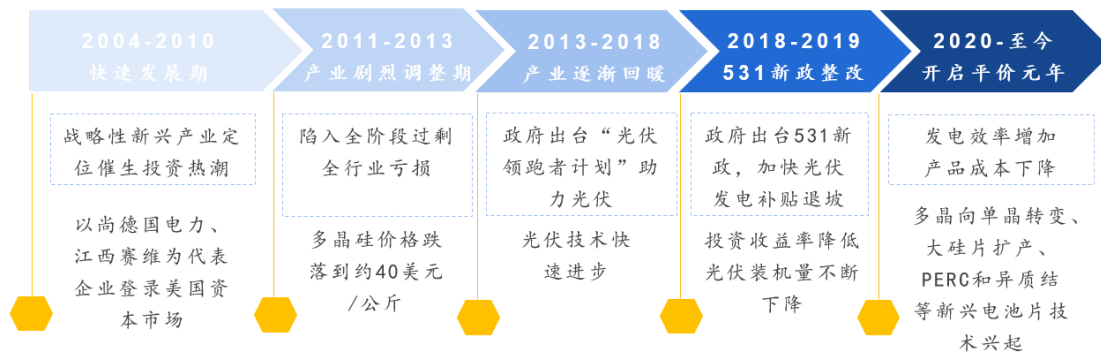 2004-2010
快速发展期
战略性新兴产业定
位催生投资热潮
以尚德国电力、
江西赛维为代表
企业登录美国资
本市场
2011-2013
产业剧烈调整期
陷入全阶段过剩
全行业亏损
多晶硅价格跌
落到约40美元
/公斤
2013-2018
产业逐渐回暖
政府出台“光伏
领跑者计划”助
力光伏
光伏技术快
速进步
2018-2019
531新政整改
政府出台531新
政，加快光伏
发电补贴退坡
投资收益率降低
光伏装机量不断
下降
2020-至今
开启平价元年
发电效率增加
产品成本下降
多晶向单晶转变、
大硅片扩产、
PERC和异质结
等新兴电池片技
术兴起